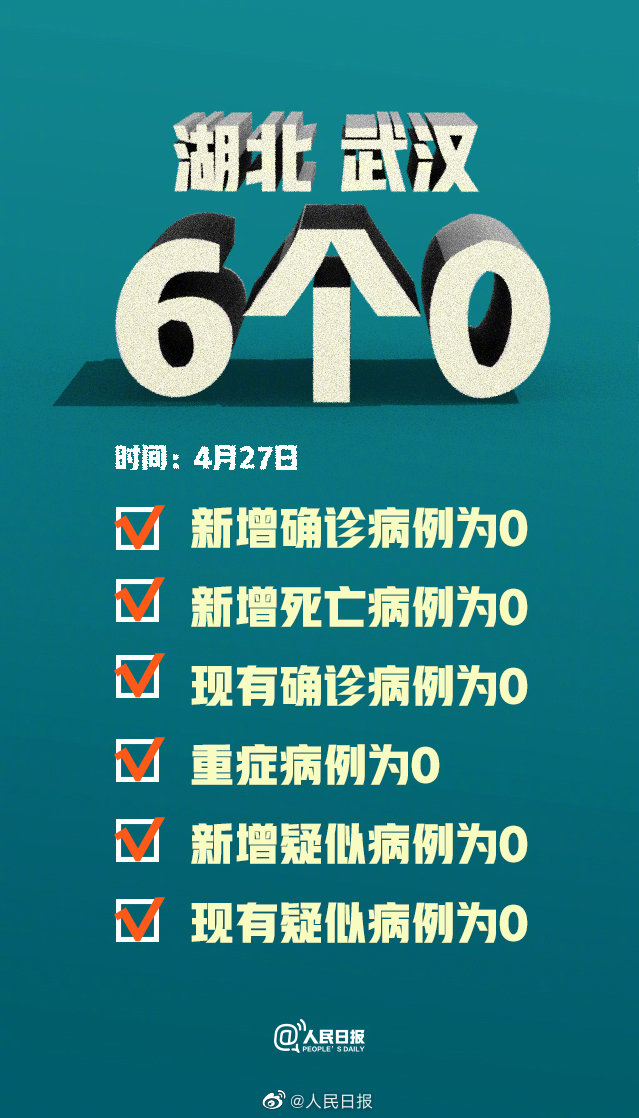 湖北 武汉
6个0
时间：4月27日
新增确诊病例为0
新增死亡病例为0
现有确诊病例为0
重症病例为0
新增疑似病例为0
现有疑似病例为0
@人民日报
PEOPLE'S DAILY
@人民日报